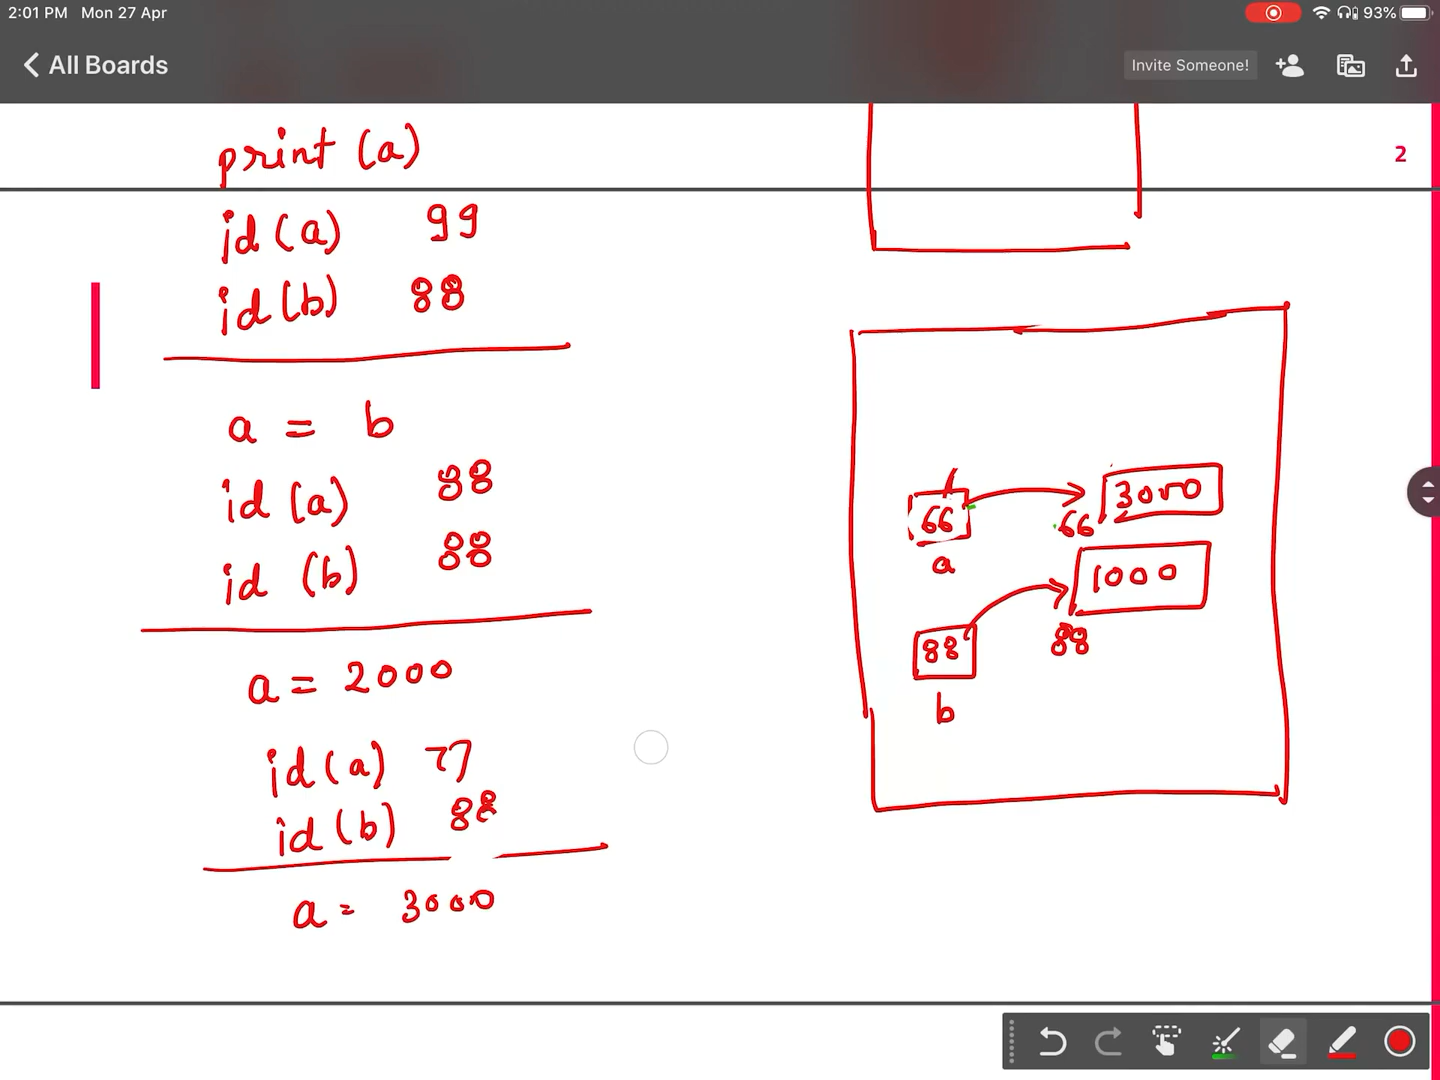 2:01 PM Mon 27 Apr 93%
All Boards Invite Someone!
print (a)
2
id(a) 99
id(b) 88
a = b
id (a) 88
id (b) 88
a = 2000
id(a) 77
id(b) 88
a = 3000
66
3000
66
a
1000
88
88
b